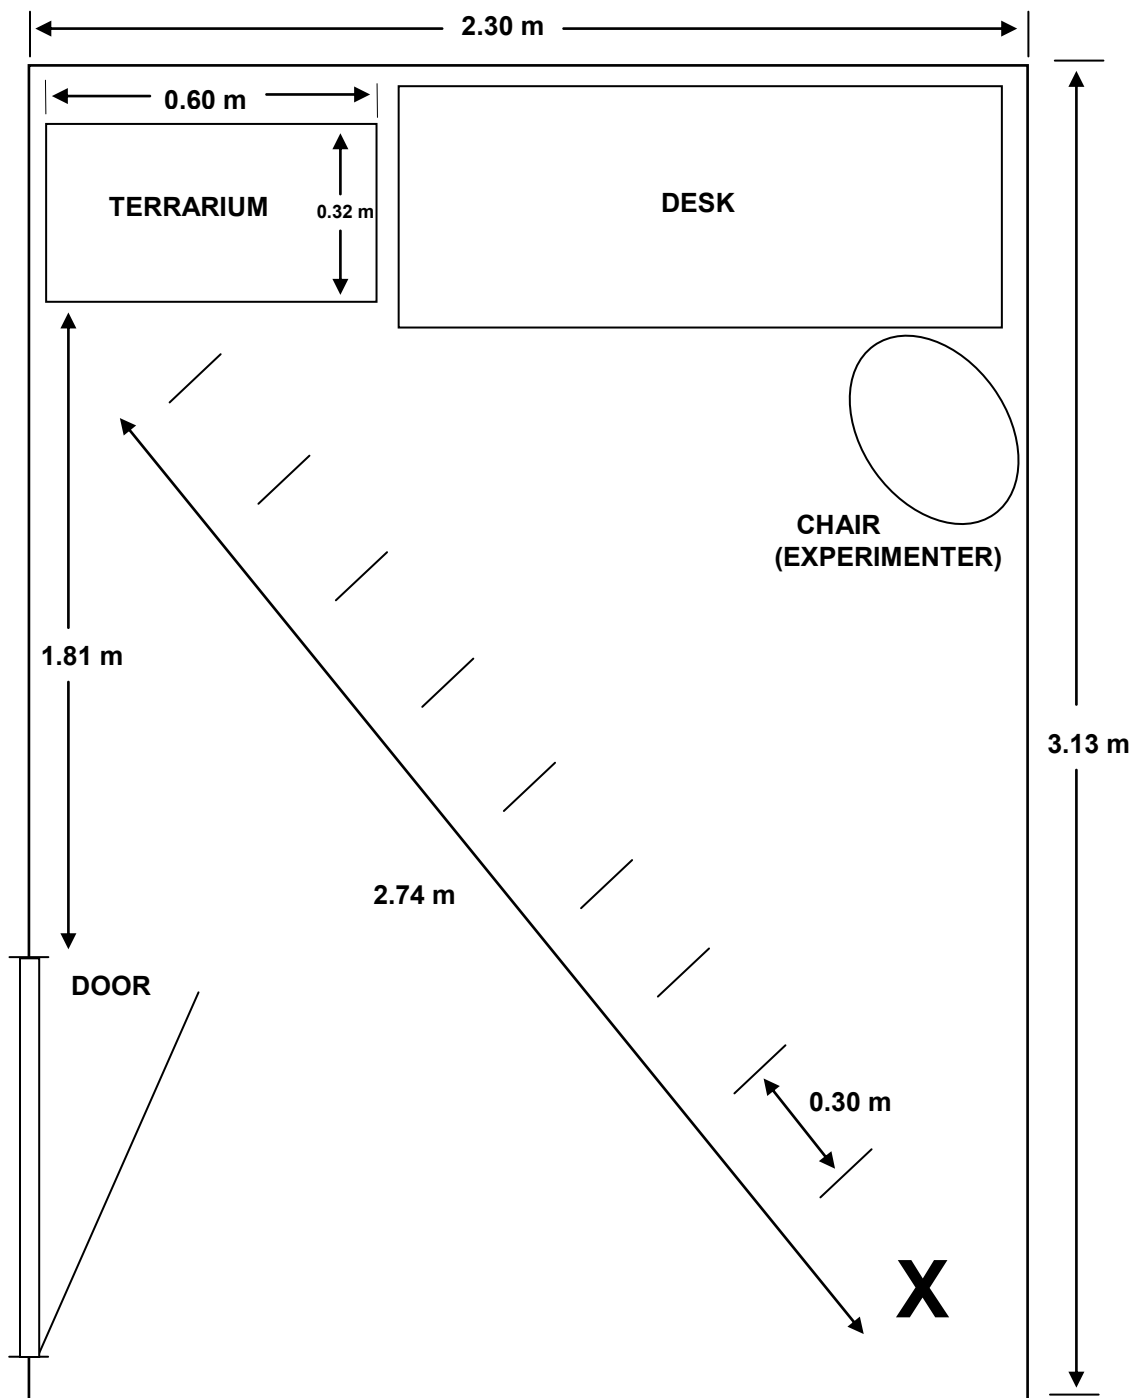 2.30 m
0.60 m
TERRARIUM
0.32 m
DESK
CHAIR
(EXPERIMENTER)
1.81 m
3.13 m
2.74 m
DOOR
0.30 m
X